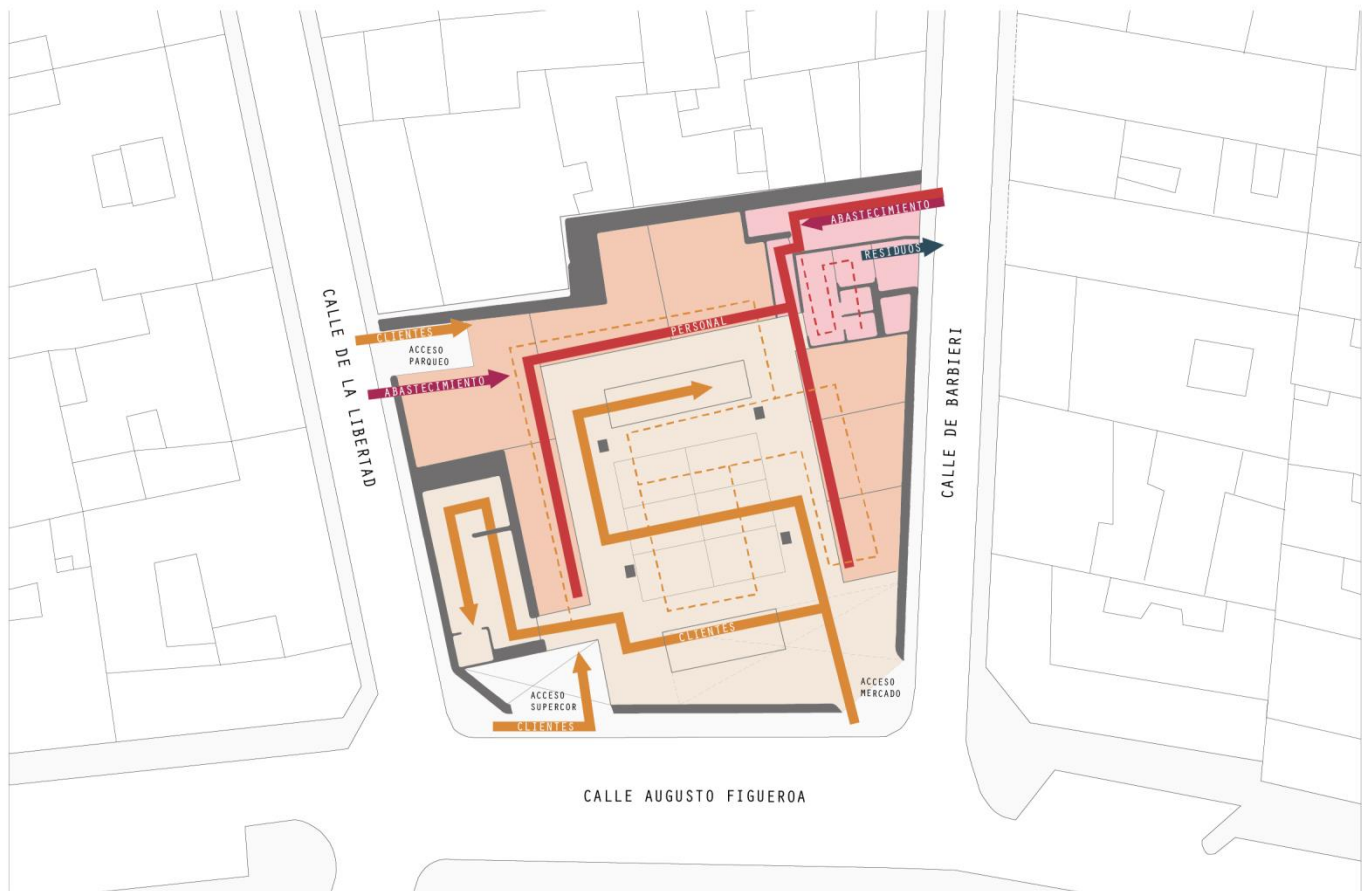 ABASTECIMIENTO
RESIDUOS
CALLE DE LA LIBERTAD
CLIENTES
ACCESO
PARQUEO
PERSONAL
ABASTECIMIENTO
CALLE DE BARBIERI
CLIENTES
ACCESO
MERCADO
ACCESO
SUPERCOR
CLIENTES
CALLE AUGUSTO FIGUEROA